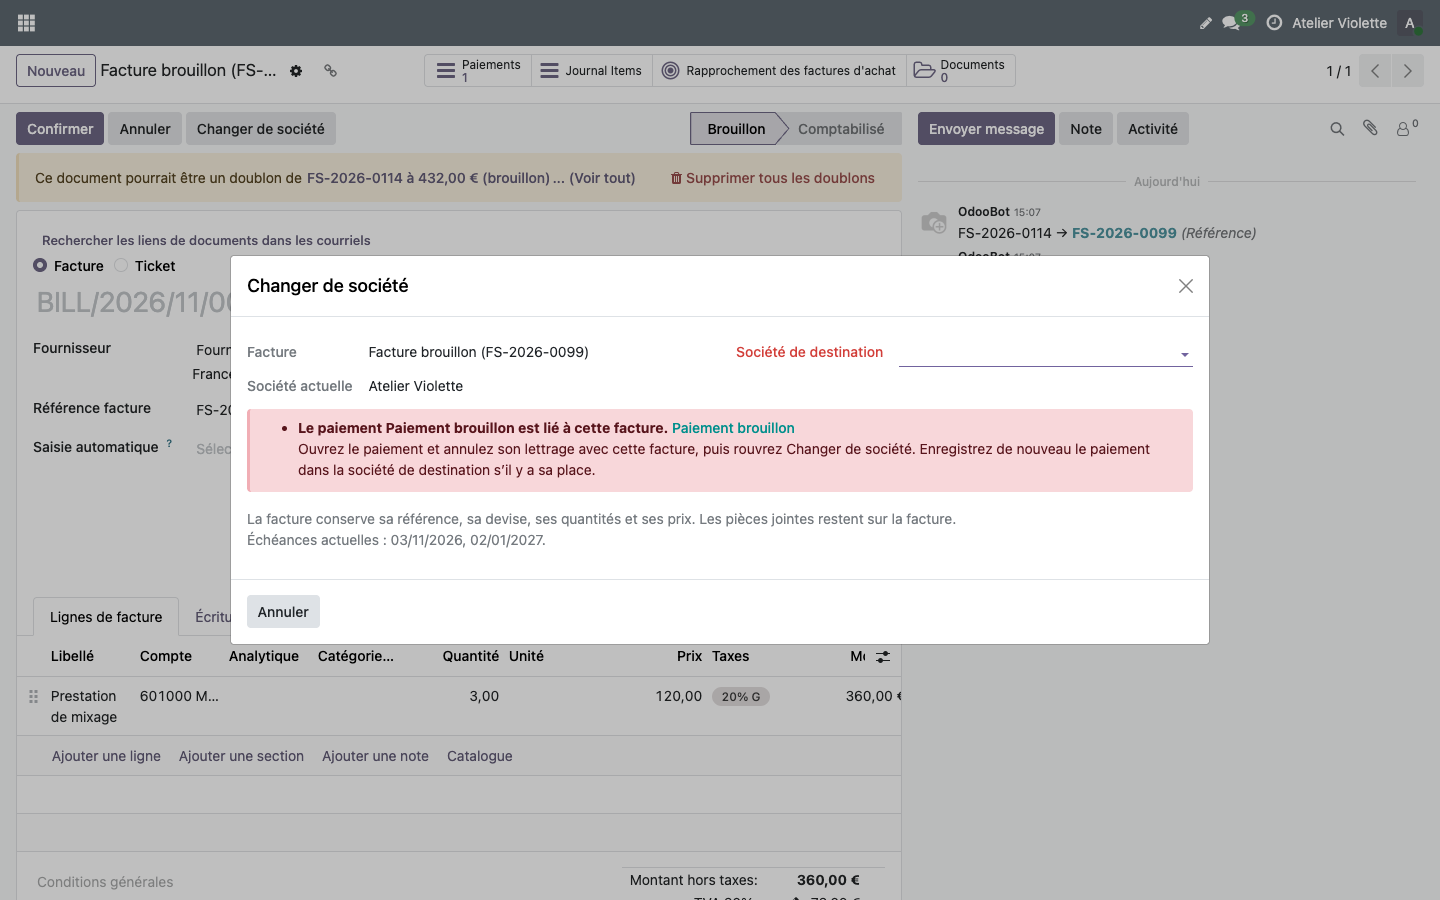 3
Atelier Violette
A
Nouveau
Facture brouillon (FS-...
Paiements
1
Journal Items
Rapprochement des factures d'achat
Documents
0
1 / 1
Confirmer
Annuler
Changer de société
Brouillon
Comptabilisé
Envoyer message
Note
Activité
0
Ce document pourrait être un doublon de FS-2026-0114 à 432,00 € (brouillon) ... (Voir tout)
Supprimer tous les doublons
Aujourd'hui
OdooBot 15:07
FS-2026-0114 → FS-2026-0099 (Référence)
Rechercher les liens de documents dans les courriels
Facture
Ticket
BILL/2026/11/0
Fournisseur
Fourn
France
Référence facture
FS-20
Saisie automatique ?
Sélec
Changer de société
Facture
Facture brouillon (FS-2026-0099)
Société de destination
Société actuelle
Atelier Violette
• Le paiement Paiement brouillon est lié à cette facture. Paiement brouillon
Ouvrez le paiement et annulez son lettrage avec cette facture, puis rouvrez Changer de société. Enregistrez de nouveau le paiement
dans la société de destination s’il y a sa place.
La facture conserve sa référence, sa devise, ses quantités et ses prix. Les pièces jointes restent sur la facture.
Échéances actuelles : 03/11/2026, 02/01/2027.
Annuler
Lignes de facture
Écritu
Libellé
Compte
Analytique
Catégorie...
Quantité
Unité
Prix
Taxes
Prestation
de mixage
601000 M...
3,00
120,00
20% G
360,00 €
Ajouter une ligne
Ajouter une section
Ajouter une note
Catalogue
Conditions générales
Montant hors taxes:
360,00 €